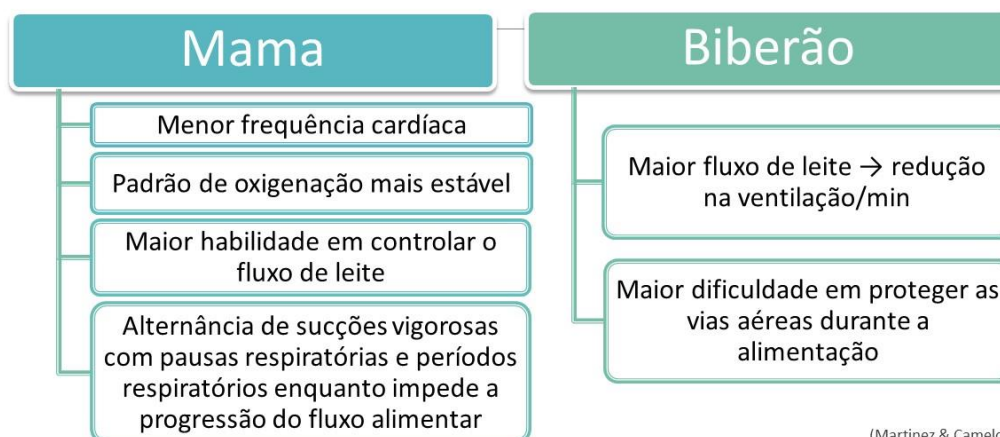 Mama
Menor frequência cardíaca
Padrão de oxigenação mais estável
Maior habilidade em controlar o
fluxo de leite
Alternância de sucções vigorosas
com pausas respiratórias e períodos
respiratórios enquanto impede a
progressão do fluxo alimentar
Biberão
Maior fluxo de leite → redução
na ventilação/min
Maior dificuldade em proteger as
vias aéreas durante a
alimentação
(Martinez & Camelo